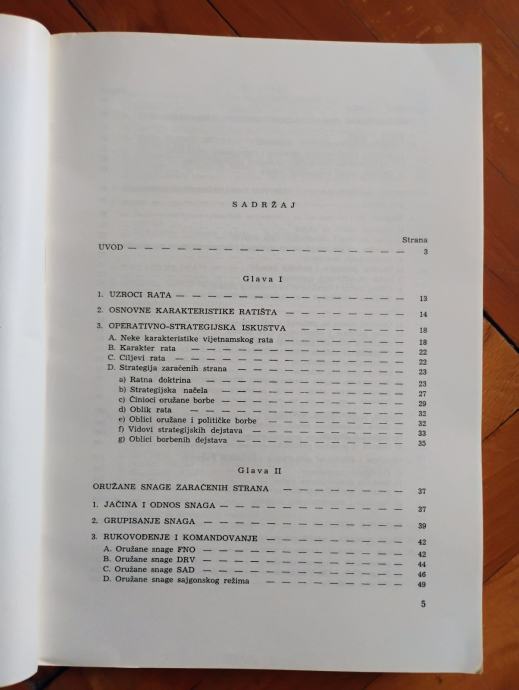 SADRŽAJ
Strana
UVOD — — — — — — — — — — — — — — — — — 3
Glava I
1. UZROCI RATA — — — — — — — — — — — — — — 13
2. OSNOVNE KARAKTERISTIKE RATIŠTA — — — — — — — 14
3. OPERATIVNO-STRATEGIJSKA ISKUSTVA — — — — — — — 18
A. Neke karakteristike vijetnamskog rata — — — — — — — 18
B. Karakter rata — — — — — — — — — — — — — 22
C. Ciljevi rata — — — — — — — — — — — — — 22
D. Strategija zaraćenih strana — — — — — — — — — 23
a) Ratna doktrina — — — — — — — — — — — — 23
b) Strategijska načela — — — — — — — — — — — 27
c) Činioci oružane borbe — — — — — — — — — — 29
d) Oblik rata — — — — — — — — — — — — — 32
e) Oblici oružane i političke borbe — — — — — — — — 32
f) Vidovi strategijskih dejstava — — — — — — — — — 33
g) Oblici borbenih dejstava — — — — — — — — — 35
Glava II
ORUŽANE SNAGE ZARAĆENIH STRANA — — — — — — — 37
1. JAČINA I ODNOS SNAGA — — — — — — — — — — 37
2. GRUPISANJE SNAGA — — — — — — — — — — — 39
3. RUKOVOĐENJE I KOMANDOVANJE — — — — — — — — 42
A. Oružane snage FNO — — — — — — — — — — — 42
B. Oružane snage DRV — — — — — — — — — — — 44
C. Oružane snage SAD — — — — — — — — — — — 46
D. Oružane snage sajgonskog režima — — — — — — — — 49
5